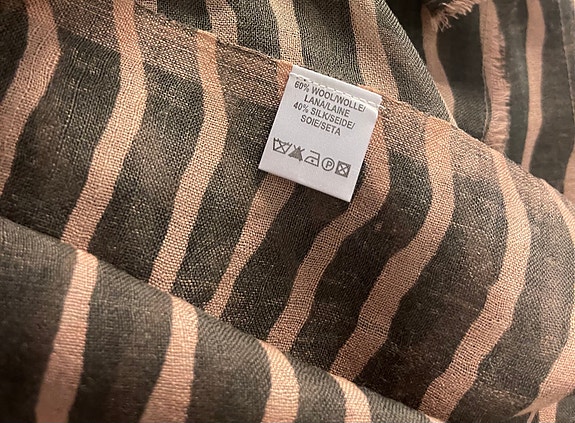 60% WOOL/WOLLE/
LANA/LAINE
40% SILK/SEIDE/
SOIE/SETA
P